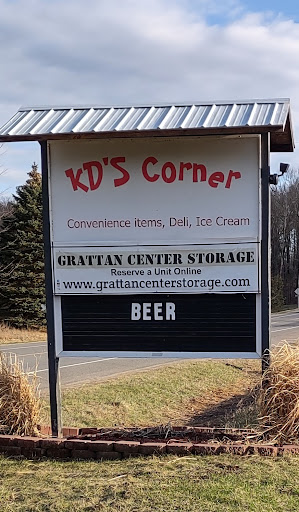 KD'S Corner
Convenience items, Deli, Ice Cream
GRATTAN CENTER STORAGE
Reserve a Unit Online
www.grattancenterstorage.com
BEER